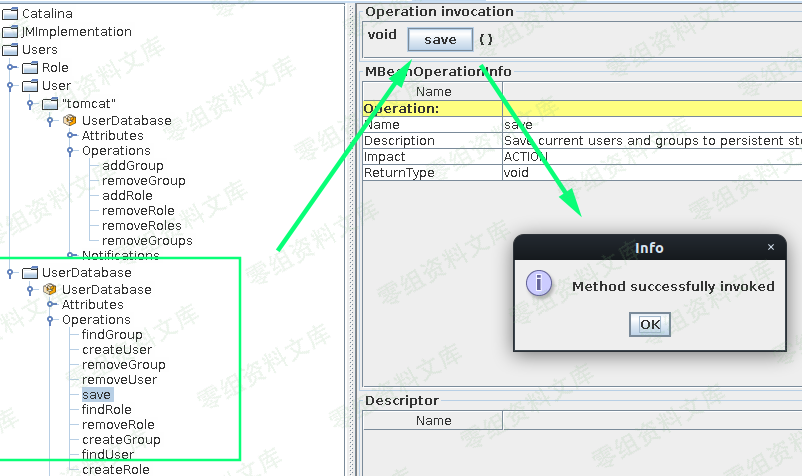 Catalina
JMImplementation
Users
Role
User
"tomcat"
UserDatabase
Attributes
Operations
addGroup
removeGroup
addRole
removeRole
removeRoles
removeGroups
Notifications
UserDatabase
UserDatabase
Attributes
Operations
findGroup
createUser
removeGroup
removeUser
save
findRole
removeRole
createGroup
findUser
createRole
Operation invocation
void save ( )
MBeanOperationInfo
Name
Operation:
Name save
Description Save current users and groups to persistent sto
Impact ACTION
ReturnType void
Info
Method successfully invoked
OK
Descriptor
Name
零组资料文库